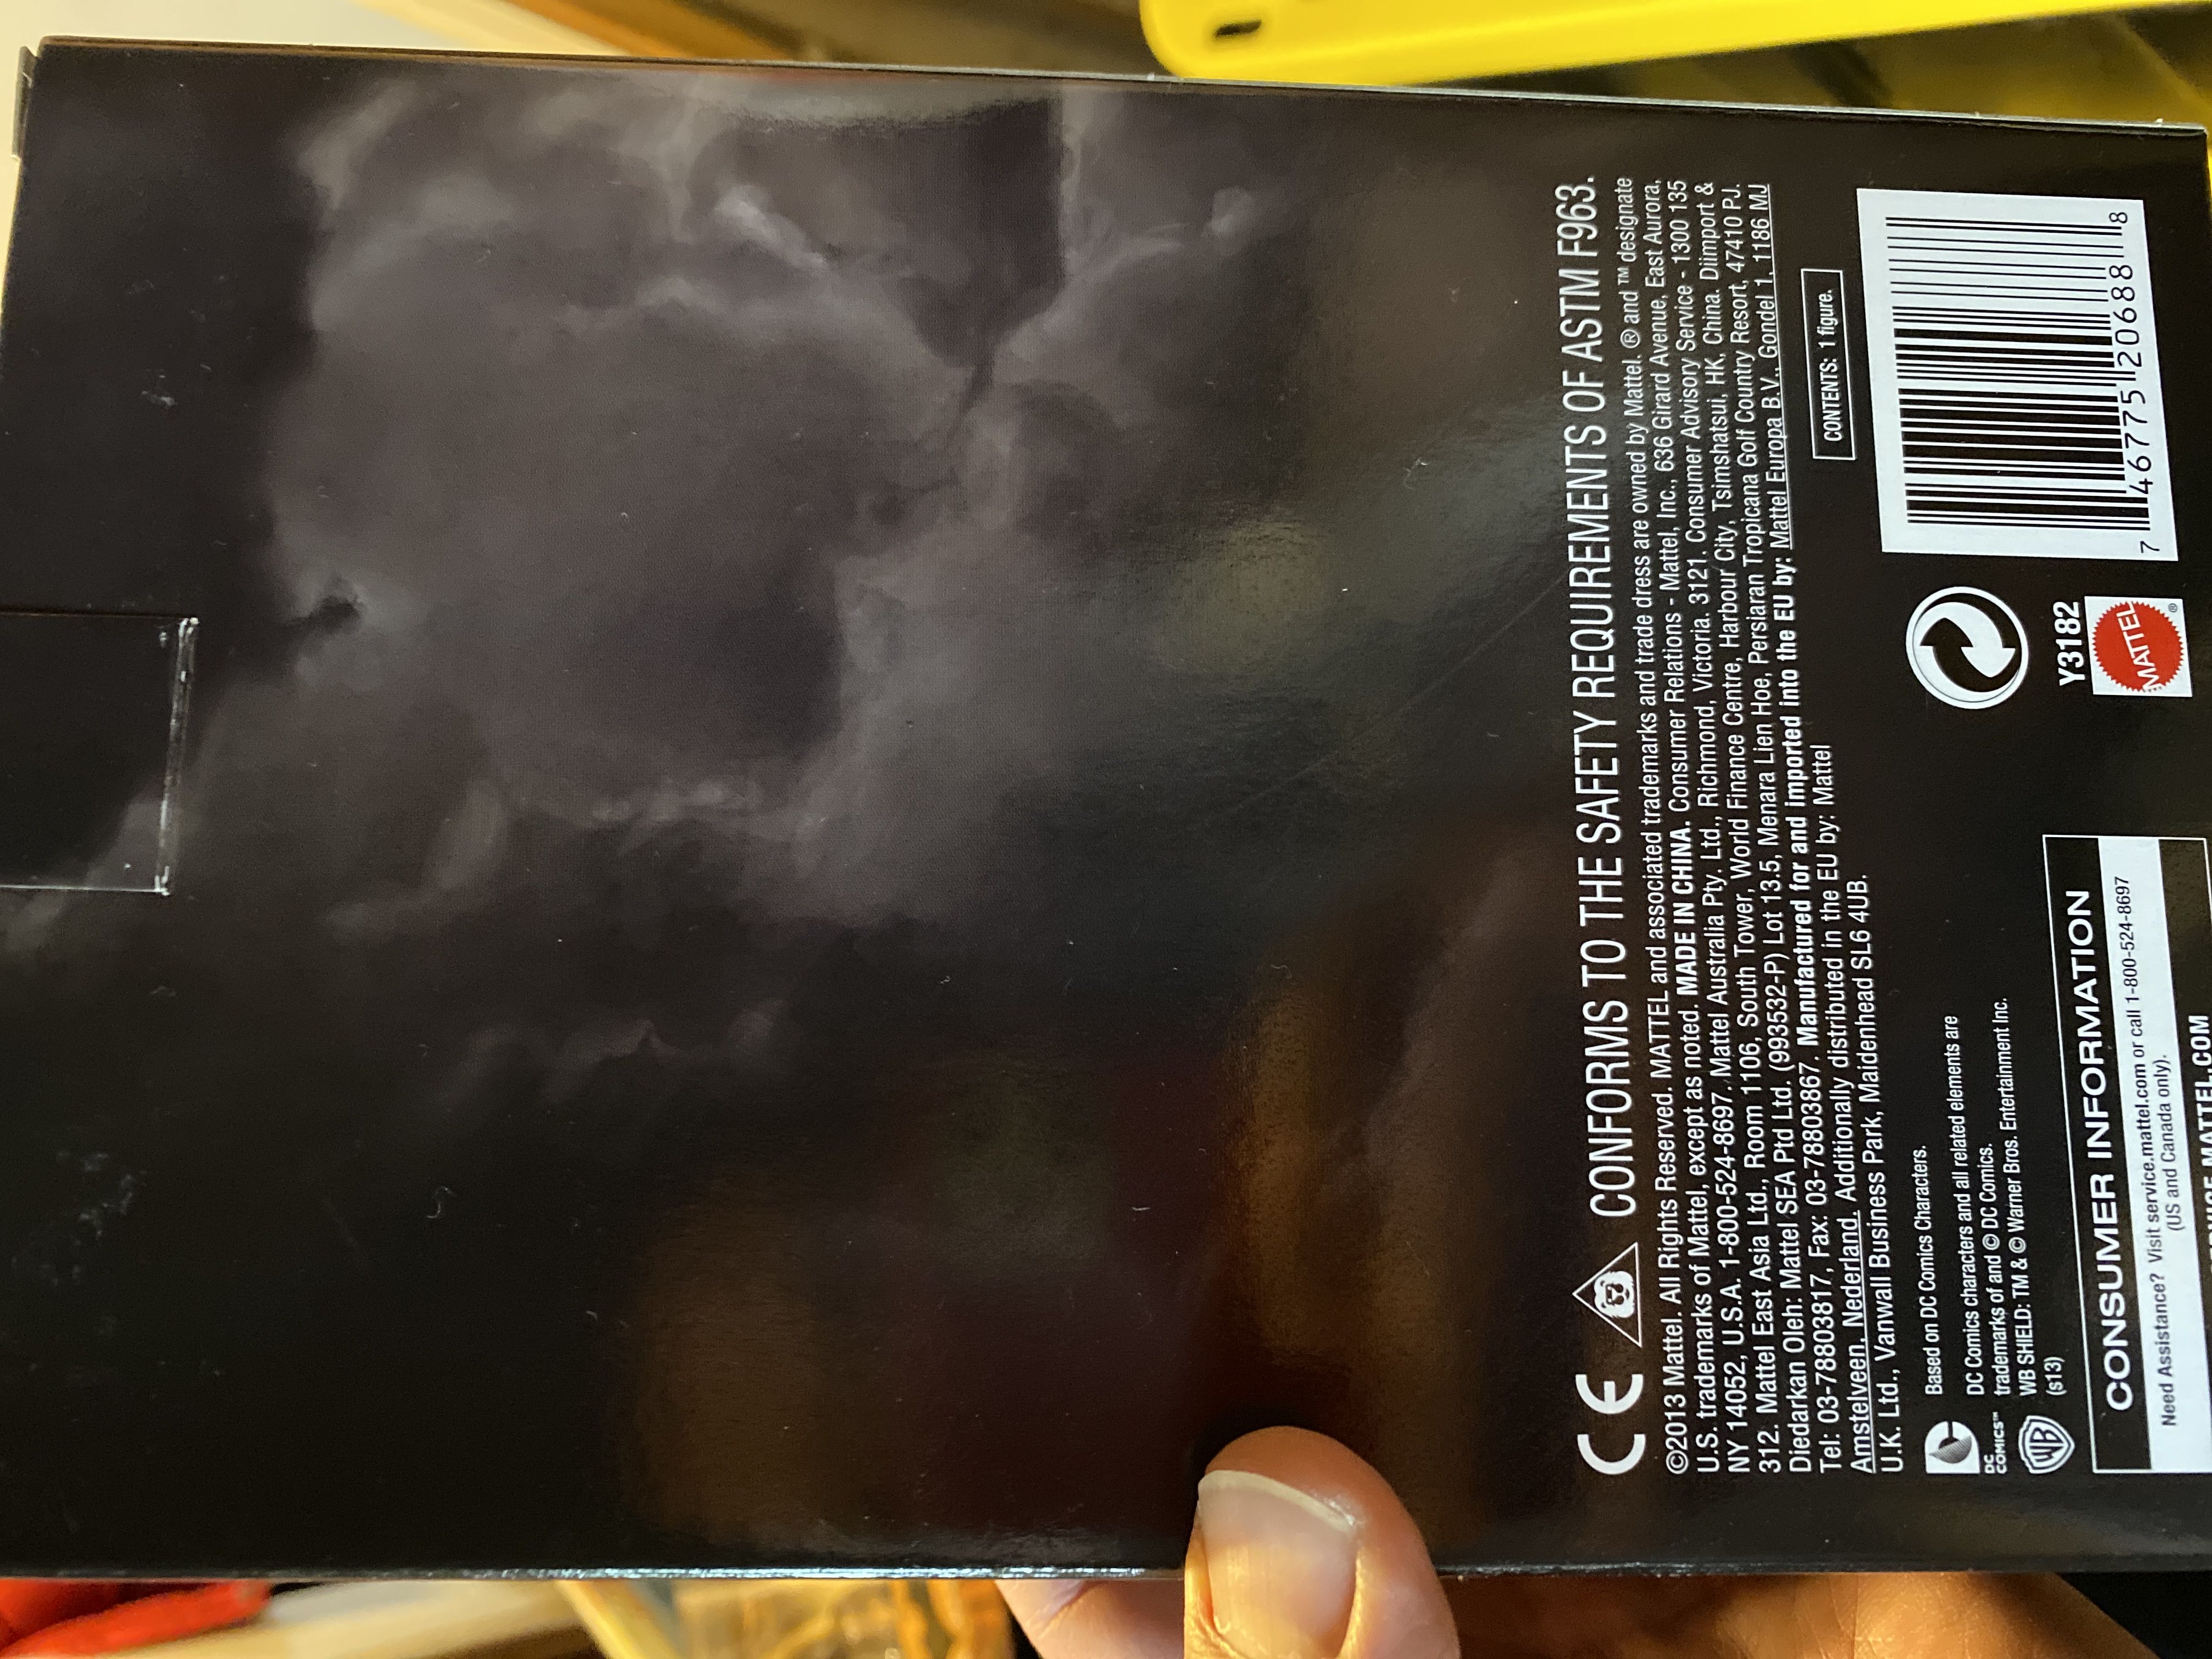 CE CONFORMS TO THE SAFETY REQUIREMENTS OF ASTM F963.
©2013 Mattel. All Rights Reserved. MATTEL and associated trademarks and trade dress are owned by Mattel. ® and ™ designate
U.S. trademarks of Mattel, except as noted. MADE IN CHINA. Consumer Relations - Mattel, Inc., 636 Girard Avenue, East Aurora,
NY 14052, U.S.A. 1-800-524-8697. Mattel Australia Pty. Ltd., Richmond, Victoria. 3121. Consumer Advisory Service - 1300 135
312. Mattel East Asia Ltd., Room 1106, South Tower, World Finance Centre, Harbour City, Tsimshatsui, HK, China. Diimport &
Diedarkan Oleh: Mattel SEA Ptd Ltd. (993532-P) Lot 13.5, Menara Lien Hoe, Persiaran Tropicana Golf Country Resort, 47410 PJ.
Tel: 03-78803817, Fax: 03-78803867. Manufactured for and imported into the EU by: Mattel Europa B.V., Gondel 1, 1186 MJ
Amstelveen, Nederland. Additionally distributed in the EU by: Mattel
U.K. Ltd., Vanwall Business Park, Maidenhead SL6 4UB.
CONTENTS: 1 figure.
Based on DC Comics Characters.
DC COMICS™
DC Comics characters and all related elements are
trademarks of and © DC Comics.
WB SHIELD: TM & © Warner Bros. Entertainment Inc.
(s13)
WB
Y3182
MATTEL®
7 46775 20688 8
CONSUMER INFORMATION
Need Assistance? Visit service.mattel.com or call 1-800-524-8697
(US and Canada only).
MATTEL.COM